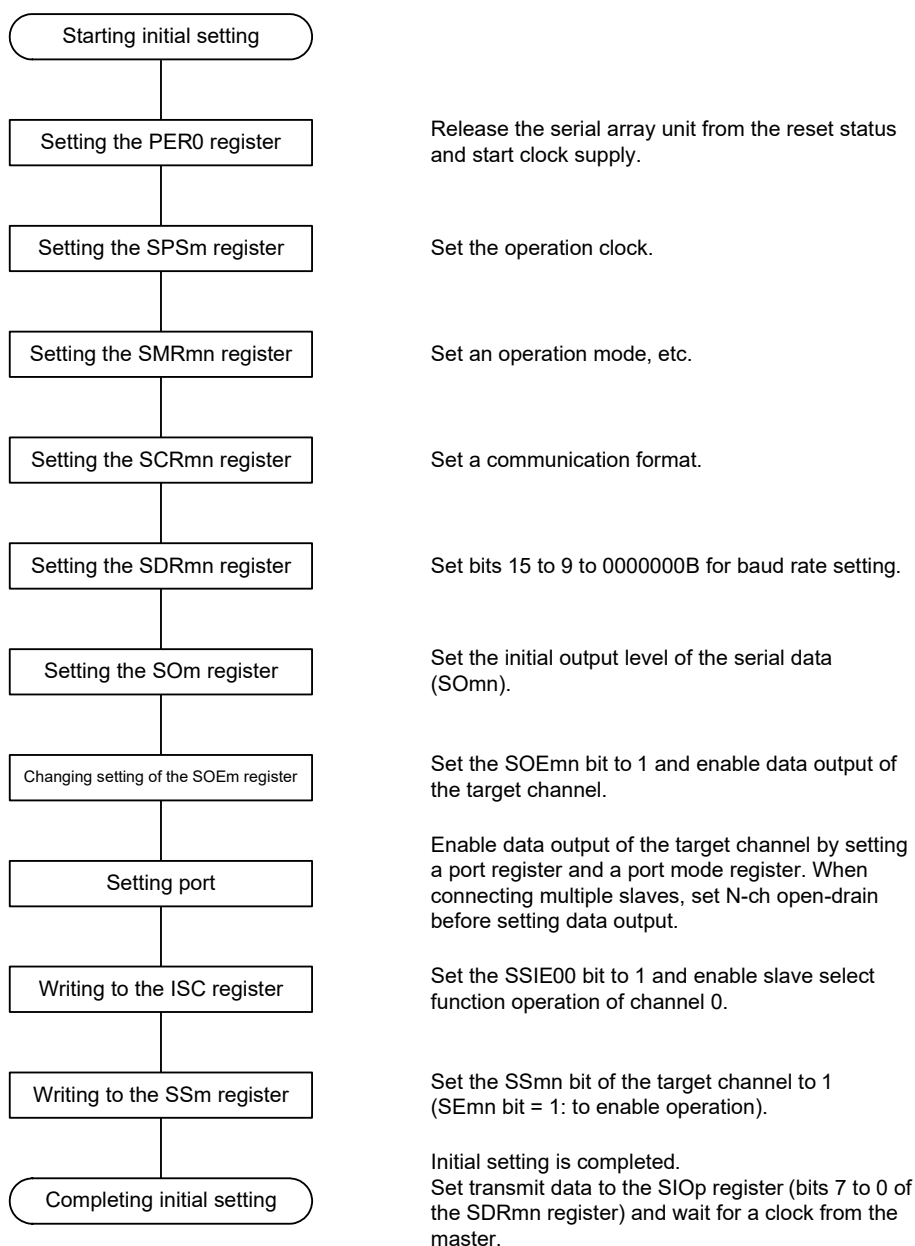 Starting initial setting
Setting the PER0 register
Release the serial array unit from the reset status
and start clock supply.
Setting the SPSm register
Set the operation clock.
Setting the SMRmn register
Set an operation mode, etc.
Setting the SCRmn register
Set a communication format.
Setting the SDRmn register
Set bits 15 to 9 to 0000000B for baud rate setting.
Setting the SOm register
Set the initial output level of the serial data
(SOmn).
Changing setting of the SOEm register
Set the SOEmn bit to 1 and enable data output of
the target channel.
Setting port
Enable data output of the target channel by setting
a port register and a port mode register. When
connecting multiple slaves, set N-ch open-drain
before setting data output.
Writing to the ISC register
Set the SSIE00 bit to 1 and enable slave select
function operation of channel 0.
Writing to the SSm register
Set the SSmn bit of the target channel to 1
(SEmn bit = 1: to enable operation).
Completing initial setting
Initial setting is completed.
Set transmit data to the SIOp register (bits 7 to 0 of
the SDRmn register) and wait for a clock from the
master.